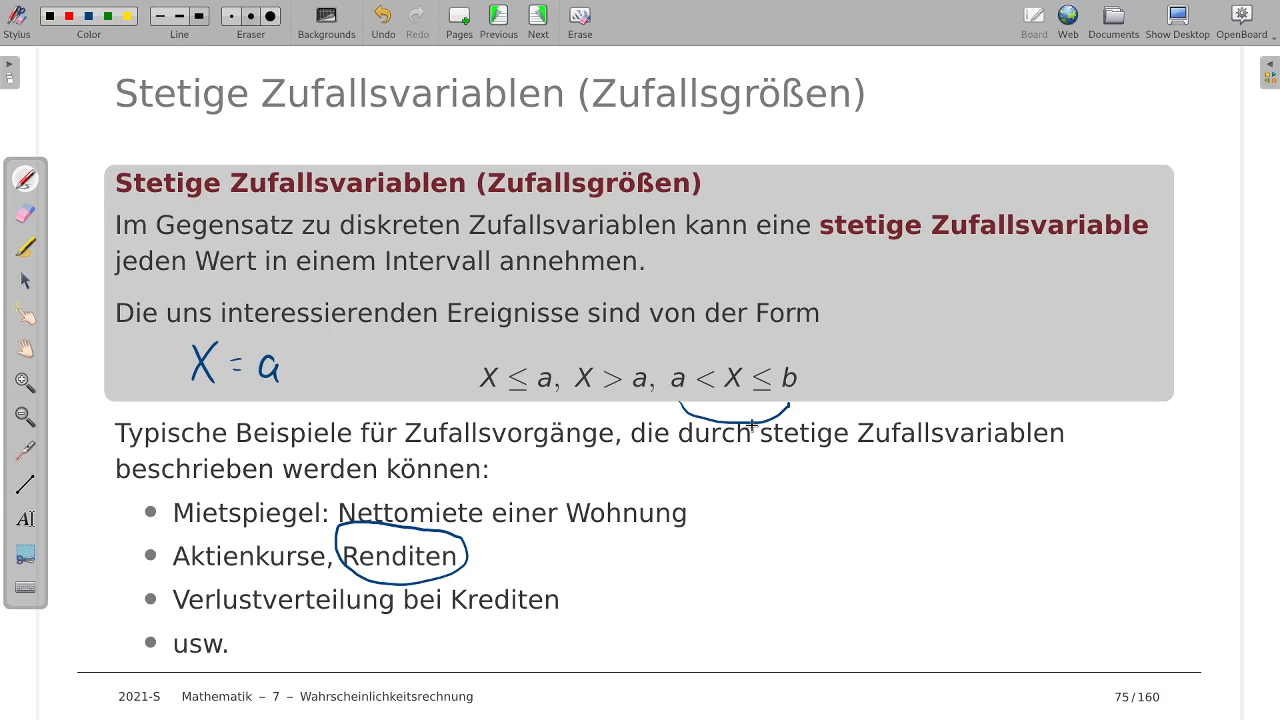 Stylus Color Line Eraser Backgrounds Undo Redo Pages Previous Next Erase Board Web Documents Show Desktop OpenBoard
Stetige Zufallsvariablen (Zufallsgrößen)
Stetige Zufallsvariablen (Zufallsgrößen)
Im Gegensatz zu diskreten Zufallsvariablen kann eine stetige Zufallsvariable
jeden Wert in einem Intervall annehmen.
Die uns interessierenden Ereignisse sind von der Form
X = a
X ≤ a, X > a, a < X ≤ b
Typische Beispiele für Zufallsvorgänge, die durch stetige Zufallsvariablen
beschrieben werden können:
• Mietspiegel: Nettomiete einer Wohnung
• Aktienkurse, Renditen
• Verlustverteilung bei Krediten
• usw.
2021-S Mathematik – 7 – Wahrscheinlichkeitsrechnung 75/160